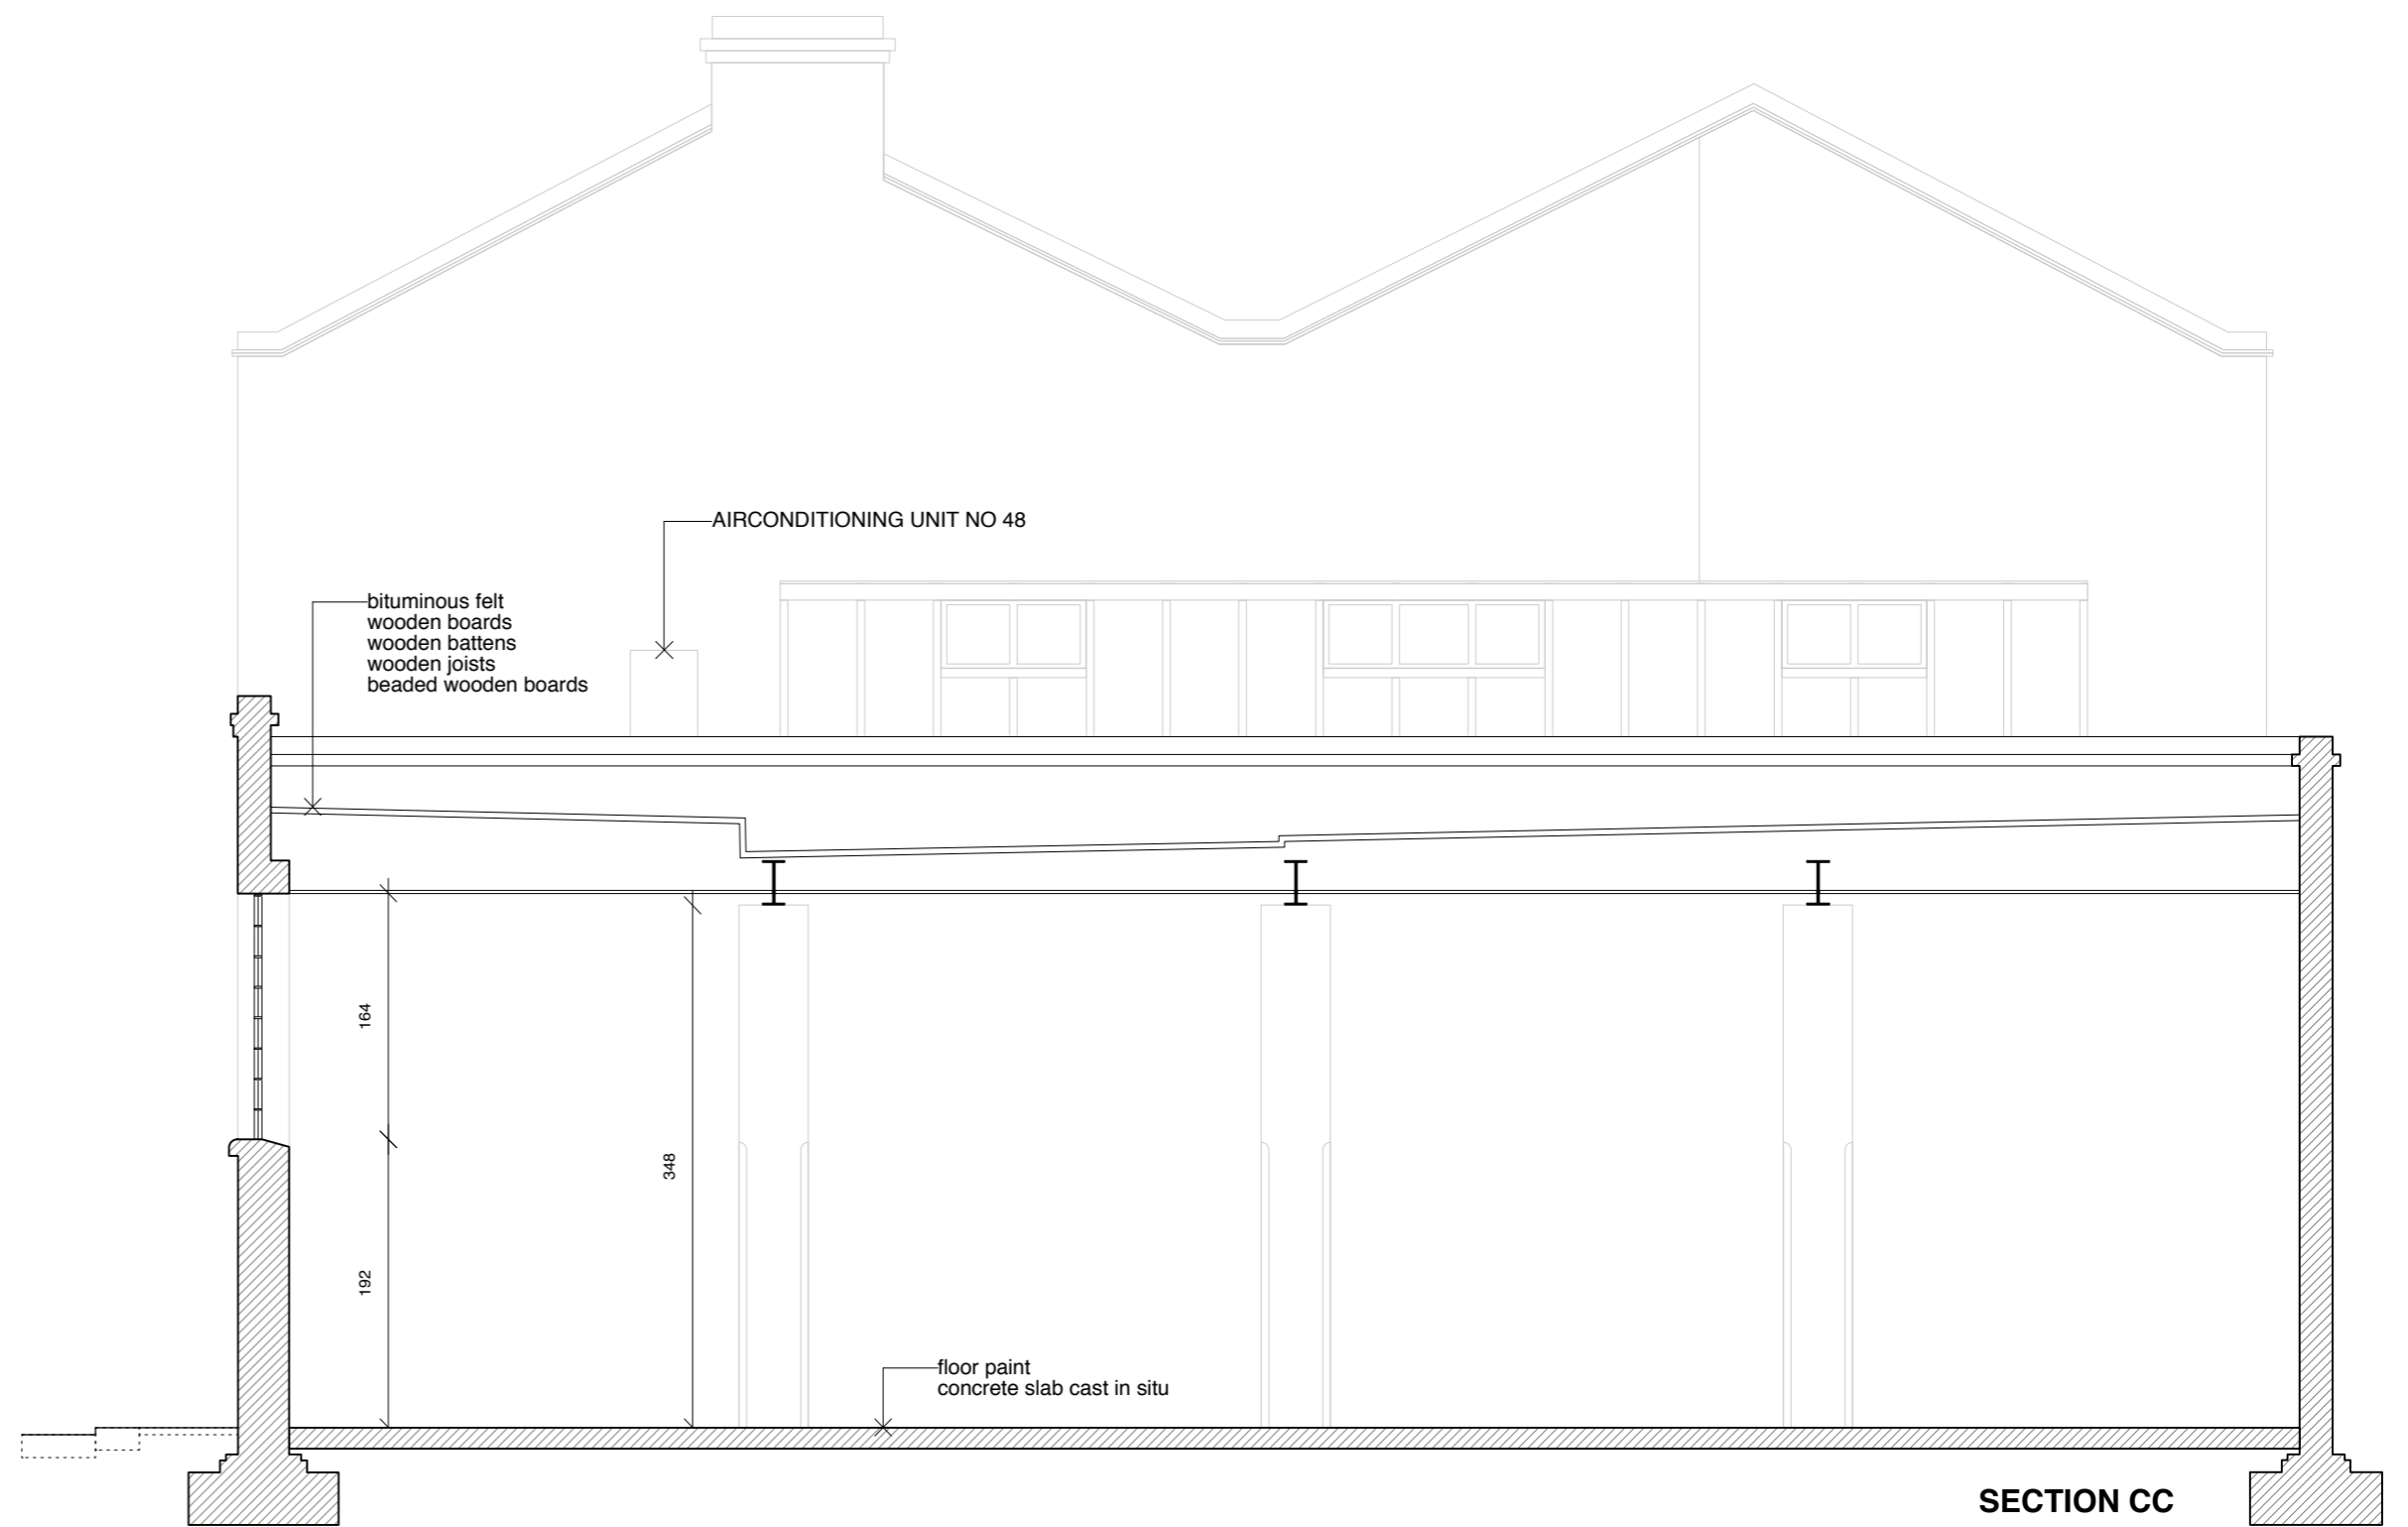 AIRCONDITIONING UNIT NO 48
bituminous felt
wooden boards
wooden battens
wooden joists
beaded wooden boards
164
348
192
floor paint
concrete slab cast in situ
SECTION CC